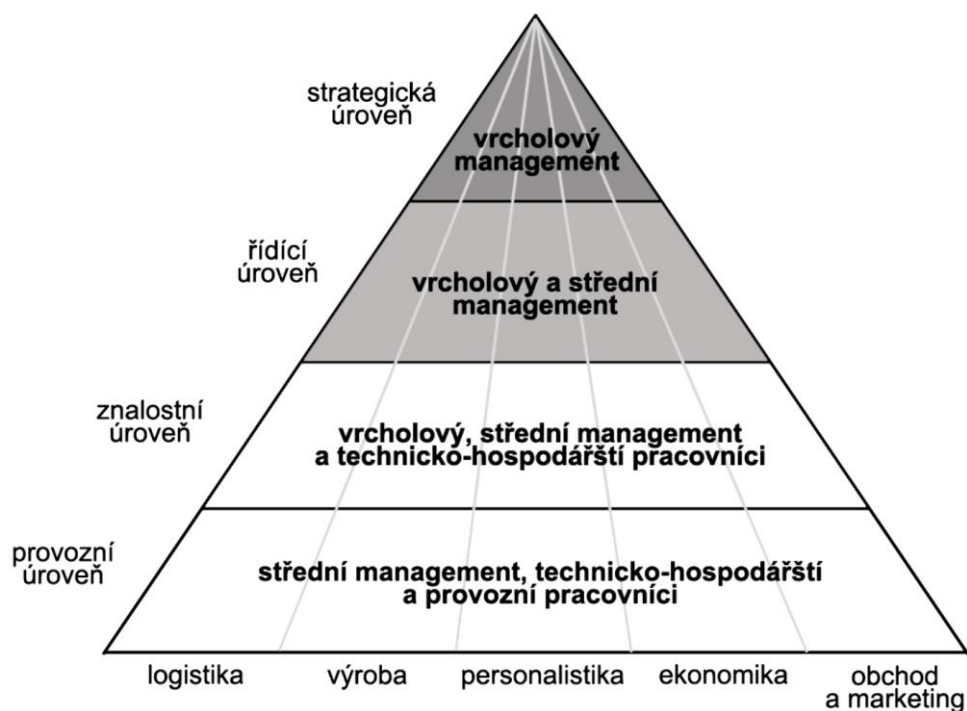 strategická
úroveň
vrcholový
management
řídící
úroveň
vrcholový a střední
management
znalostní
úroveň
vrcholový, střední management
a technicko-hospodářští pracovníci
provozní
úroveň
střední management, technicko-hospodářští
a provozní pracovníci
logistika
výroba
personalistika
ekonomika
obchod
a marketing